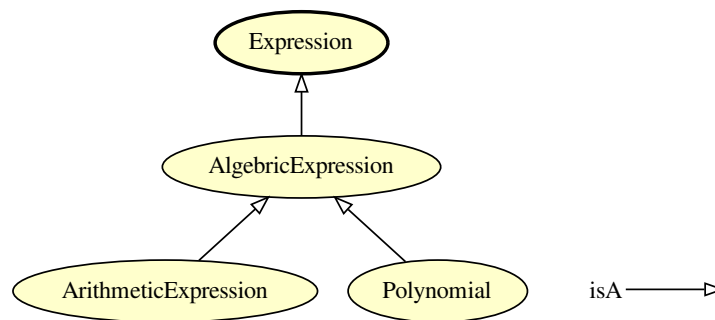 Expression
AlgebricExpression
ArithmeticExpression
Polynomial
isA